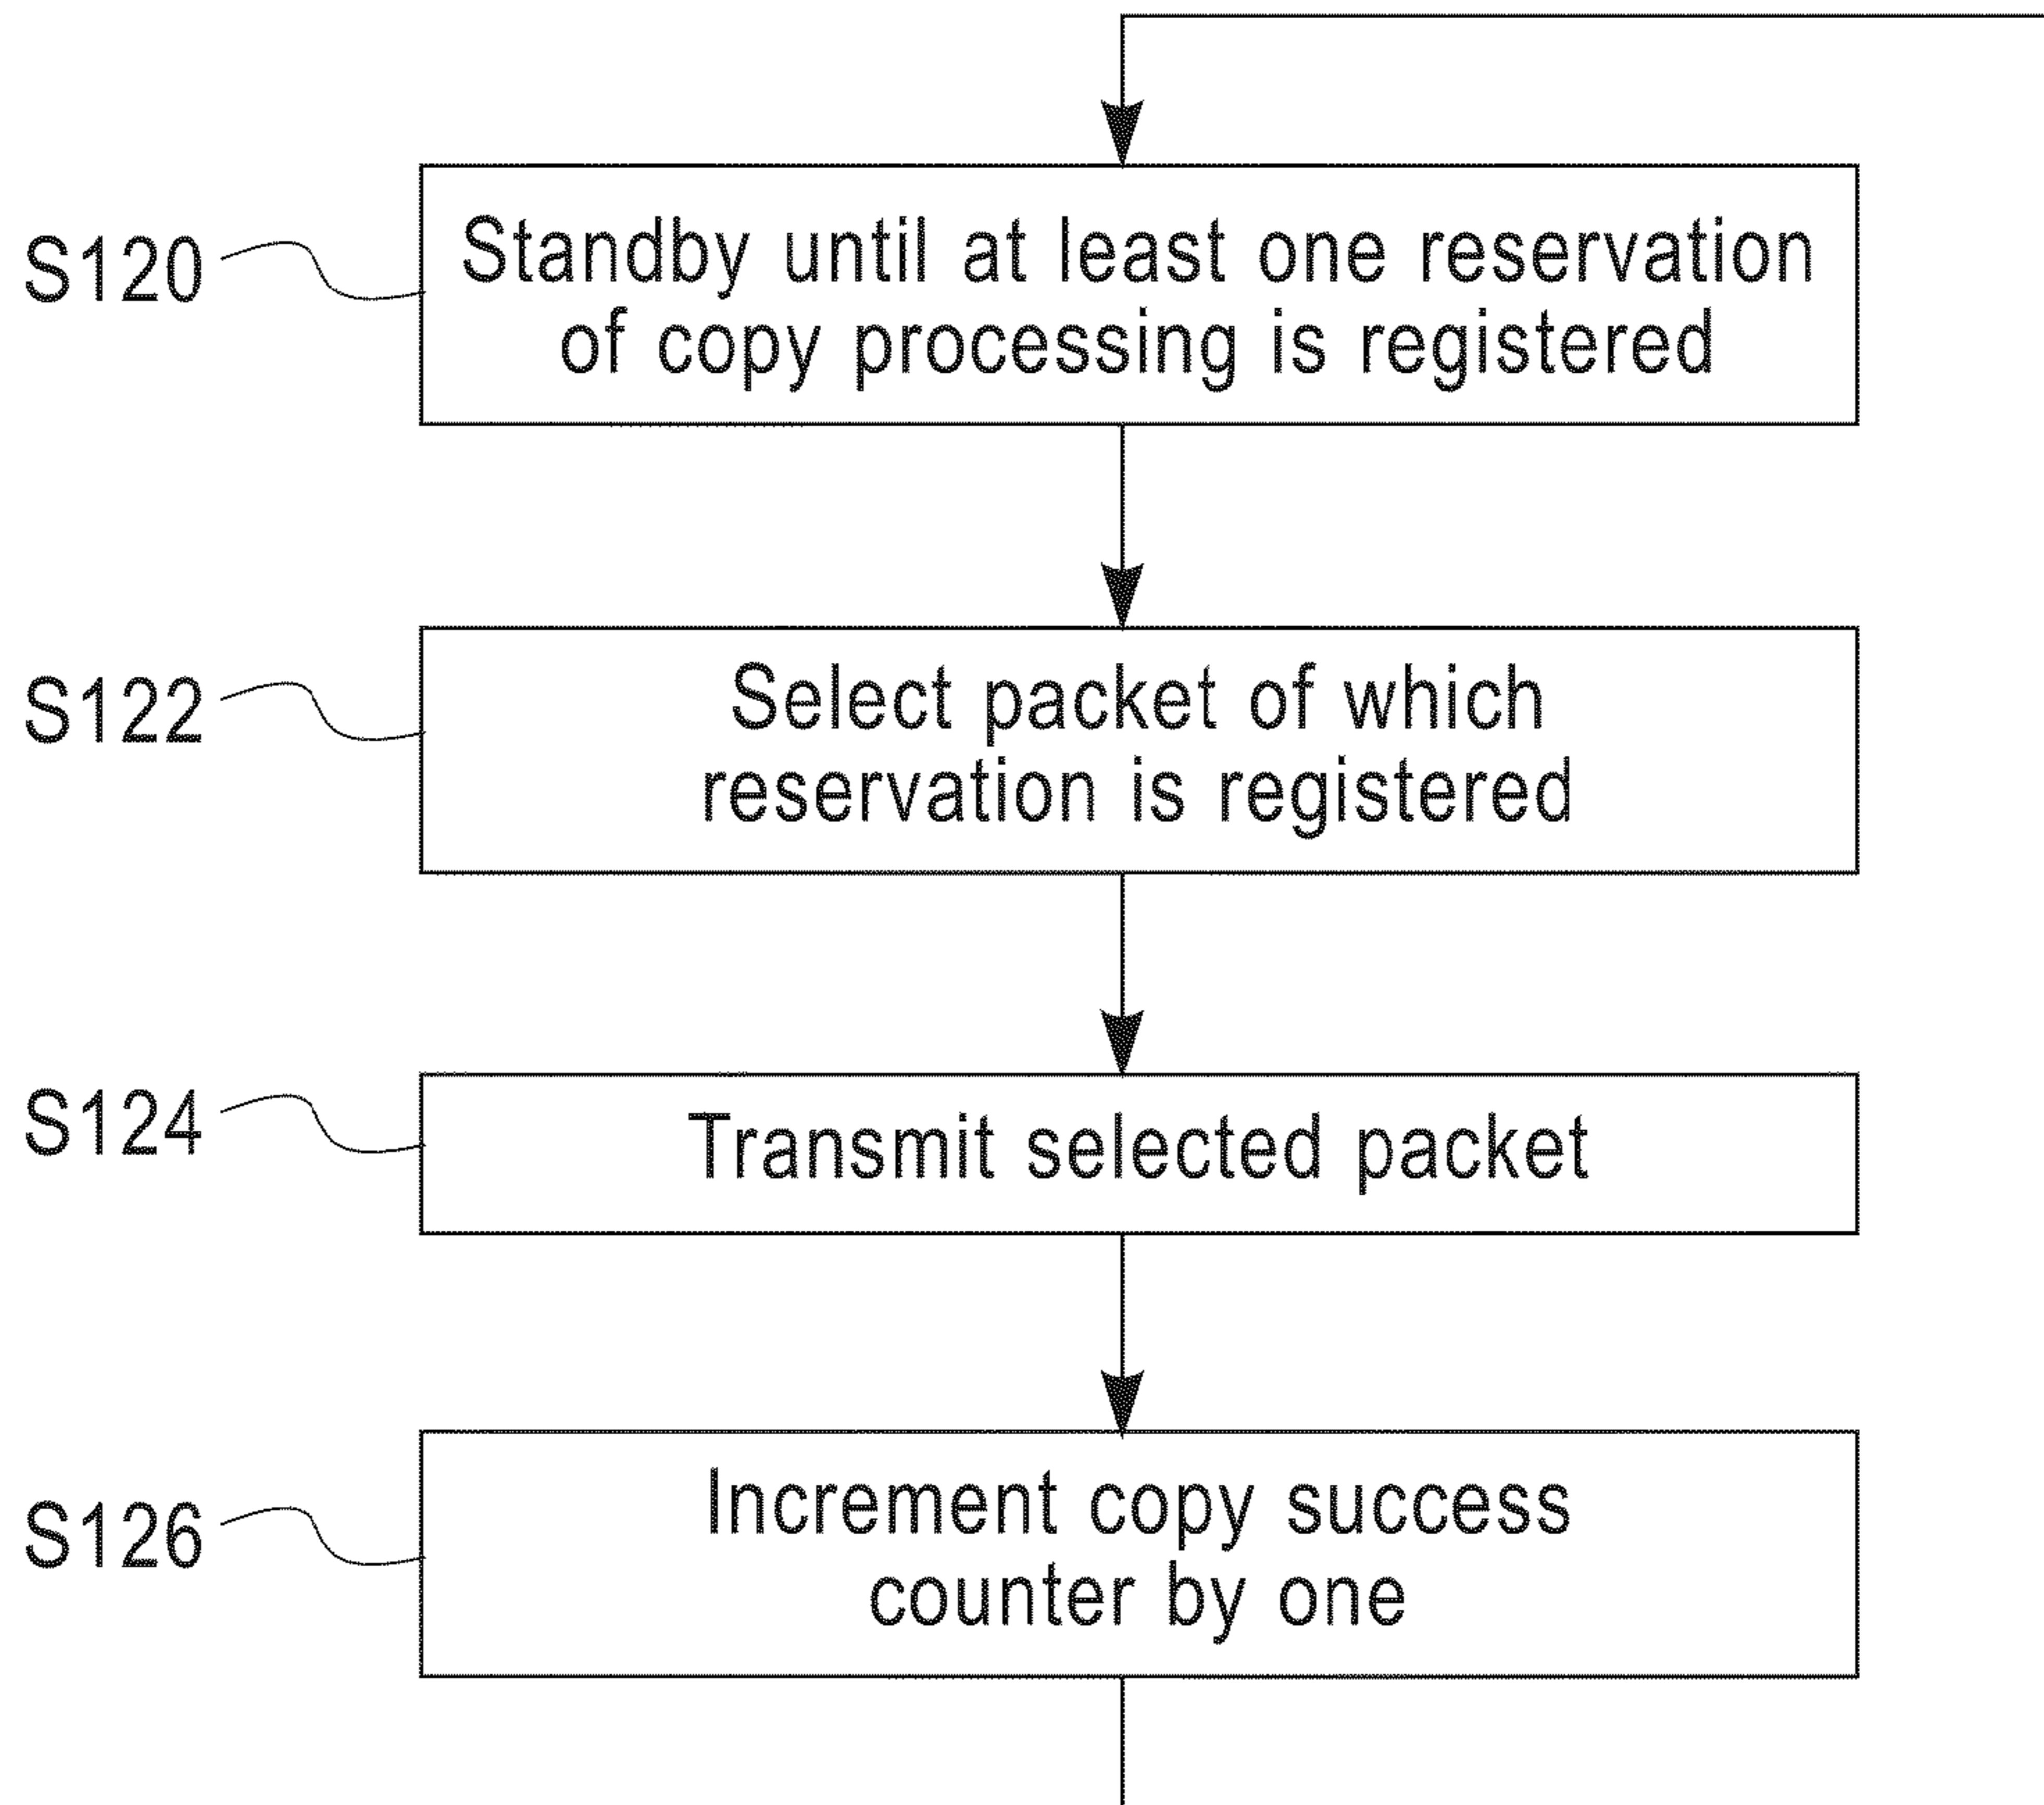 S120
Standby until at least one reservation
of copy processing is registered
S122
Select packet of which
reservation is registered
S124
Transmit selected packet
S126
Increment copy success
counter by one